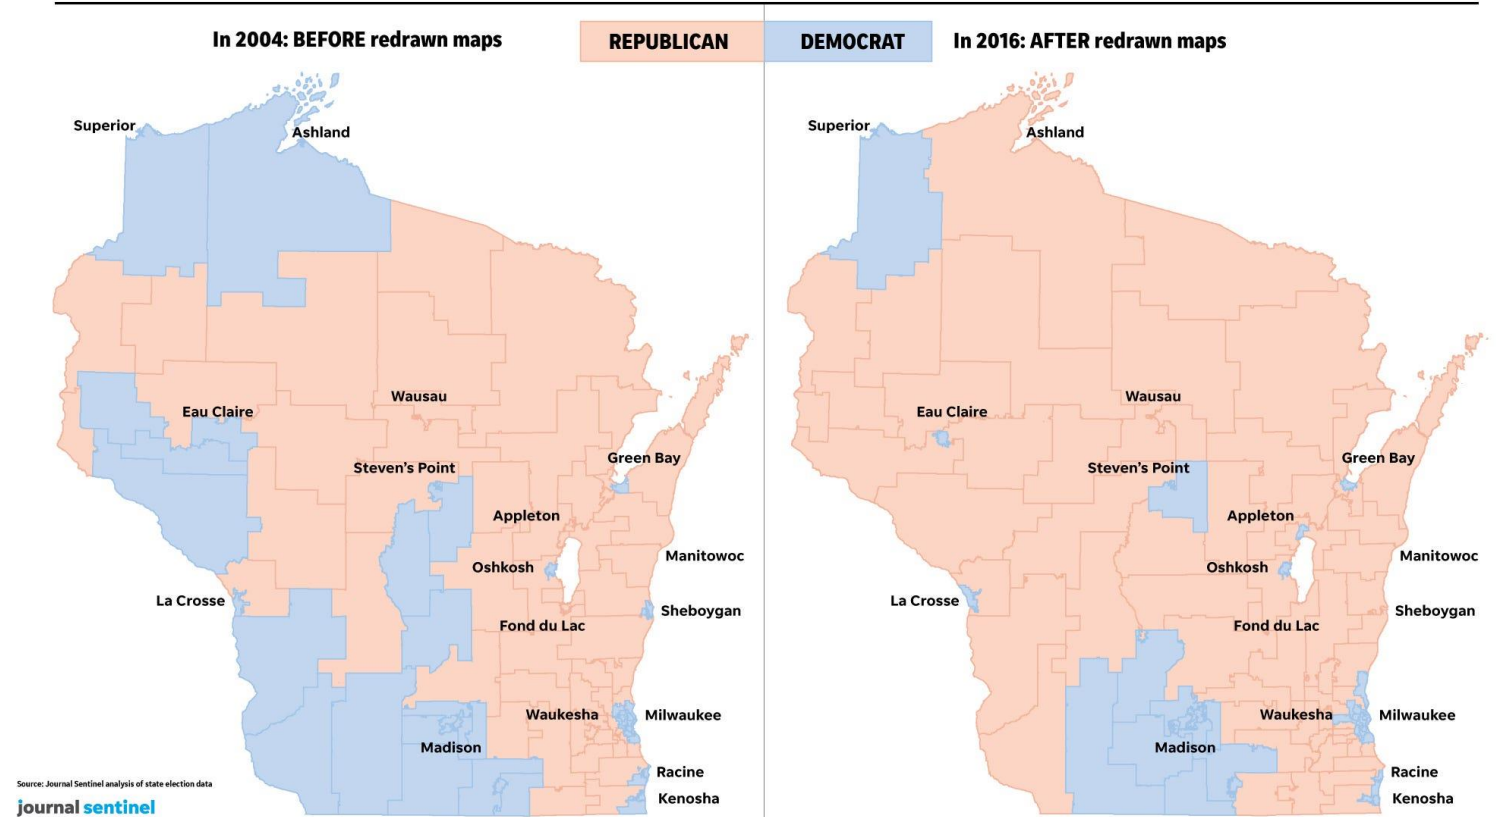 In 2004: BEFORE redrawn maps
REPUBLICAN
DEMOCRAT
In 2016: AFTER redrawn maps
Superior
Ashland
Eau Claire
Wausau
Steven's Point
Green Bay
Appleton
Oshkosh
Manitowoc
La Crosse
Sheboygan
Fond du Lac
Waukesha
Milwaukee
Madison
Racine
Kenosha
Superior
Ashland
Eau Claire
Wausau
Steven's Point
Green Bay
Appleton
Oshkosh
Manitowoc
La Crosse
Sheboygan
Fond du Lac
Waukesha
Milwaukee
Madison
Racine
Kenosha
Source: Journal Sentinel analysis of state election data
journal sentinel